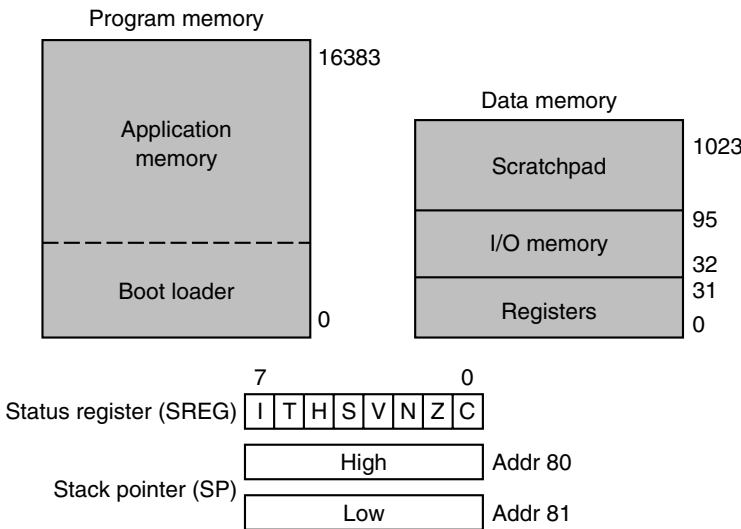 Program memory
16383
Application
memory
Boot loader
0
Data memory
1023
Scratchpad
95
I/O memory
32
31
Registers
0
7 0
Status register (SREG) I T H S V N Z C
High Addr 80
Stack pointer (SP)
Low Addr 81